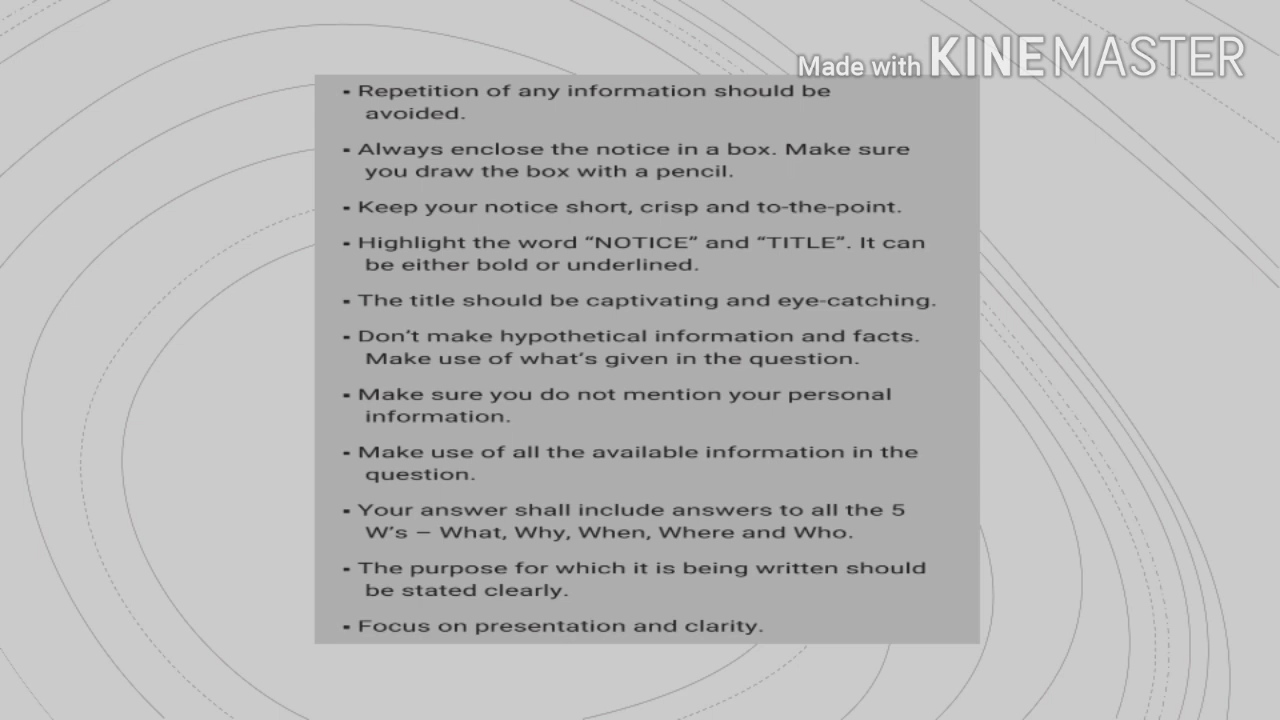 Made with KINEMASTER
▪ Repetition of any information should be
avoided.
▪ Always enclose the notice in a box. Make sure
you draw the box with a pencil.
▪ Keep your notice short, crisp and to-the-point.
▪ Highlight the word “NOTICE” and “TITLE”. It can
be either bold or underlined.
▪ The title should be captivating and eye-catching.
▪ Don’t make hypothetical information and facts.
Make use of what’s given in the question.
▪ Make sure you do not mention your personal
information.
▪ Make use of all the available information in the
question.
▪ Your answer shall include answers to all the 5
W’s – What, Why, When, Where and Who.
▪ The purpose for which it is being written should
be stated clearly.
▪ Focus on presentation and clarity.